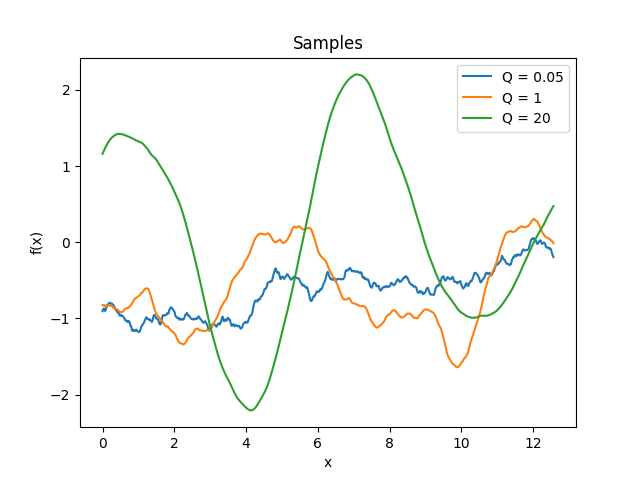 Samples
Q = 0.05
Q = 1
Q = 20
f(x)
2
1
0
−1
−2
0
2
4
6
8
10
12
x